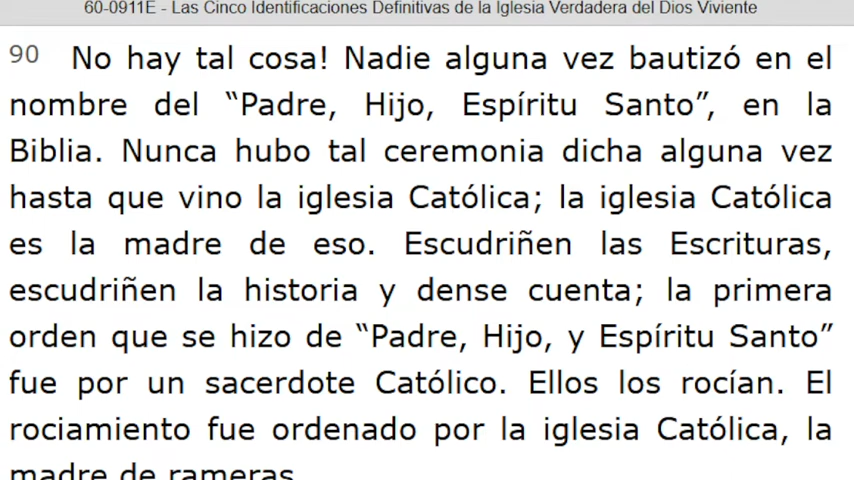 60-0911E - Las Cinco Identificaciones Definitivas de la Iglesia Verdadera del Dios Viviente
90 No hay tal cosa! Nadie alguna vez bautizó en el
nombre del “Padre, Hijo, Espíritu Santo”, en la
Biblia. Nunca hubo tal ceremonia dicha alguna vez
hasta que vino la iglesia Católica; la iglesia Católica
es la madre de eso. Escudriñen las Escrituras,
escudriñen la historia y dense cuenta; la primera
orden que se hizo de “Padre, Hijo, y Espíritu Santo”
fue por un sacerdote Católico. Ellos los rocían. El
rociamiento fue ordenado por la iglesia Católica, la
madre de rameras.